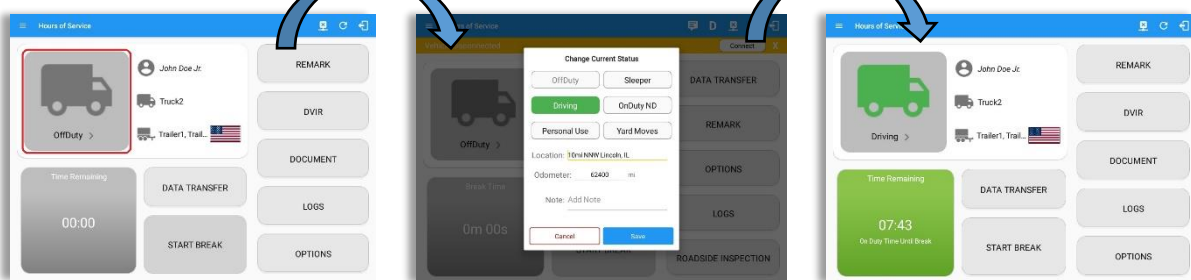 Hours of Service
John Doe Jr.
Truck2
Trailer1, Trail...
OffDuty >
REMARK
DVIR
DOCUMENT
LOGS
OPTIONS
Time Remaining
00:00
DATA TRANSFER
START BREAK
of Service
D
Connect X
Change Current Status
OffDuty Sleeper
Driving OnDuty ND
Personal Use Yard Moves
Location: 10mi NNW Lincoln, IL
Odometer: 62400 mi
Note: Add Note
Cancel Save
OffDuty >
Break Time
0m 00s
DATA TRANSFER
REMARK
OPTIONS
LOGS
ROADSIDE INSPECTION
Hours of Serv
John Doe Jr.
Truck2
Trailer1, Trail...
Driving >
REMARK
DVIR
DOCUMENT
LOGS
OPTIONS
Time Remaining
07:43
On Duty Time Until Break
DATA TRANSFER
START BREAK